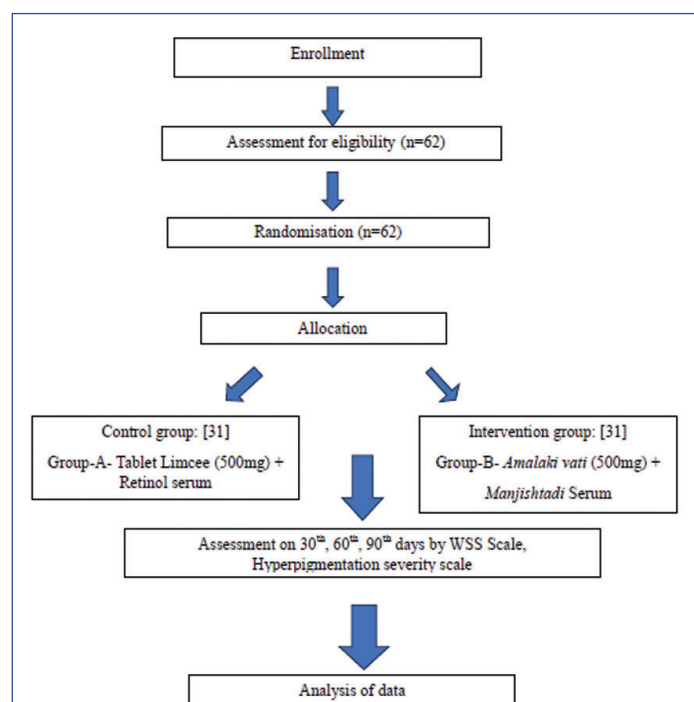 Enrollment
Assessment for eligibility (n=62)
Randomisation (n=62)
Allocation
Control group: [31]
Group-A- Tablet Limcee (500mg) +
Retinol serum
Intervention group: [31]
Group-B- Amalaki vati (500mg) +
Manjishtadi Serum
Assessment on 30th, 60th, 90th days by WSS Scale,
Hyperpigmentation severity scale
Analysis of data